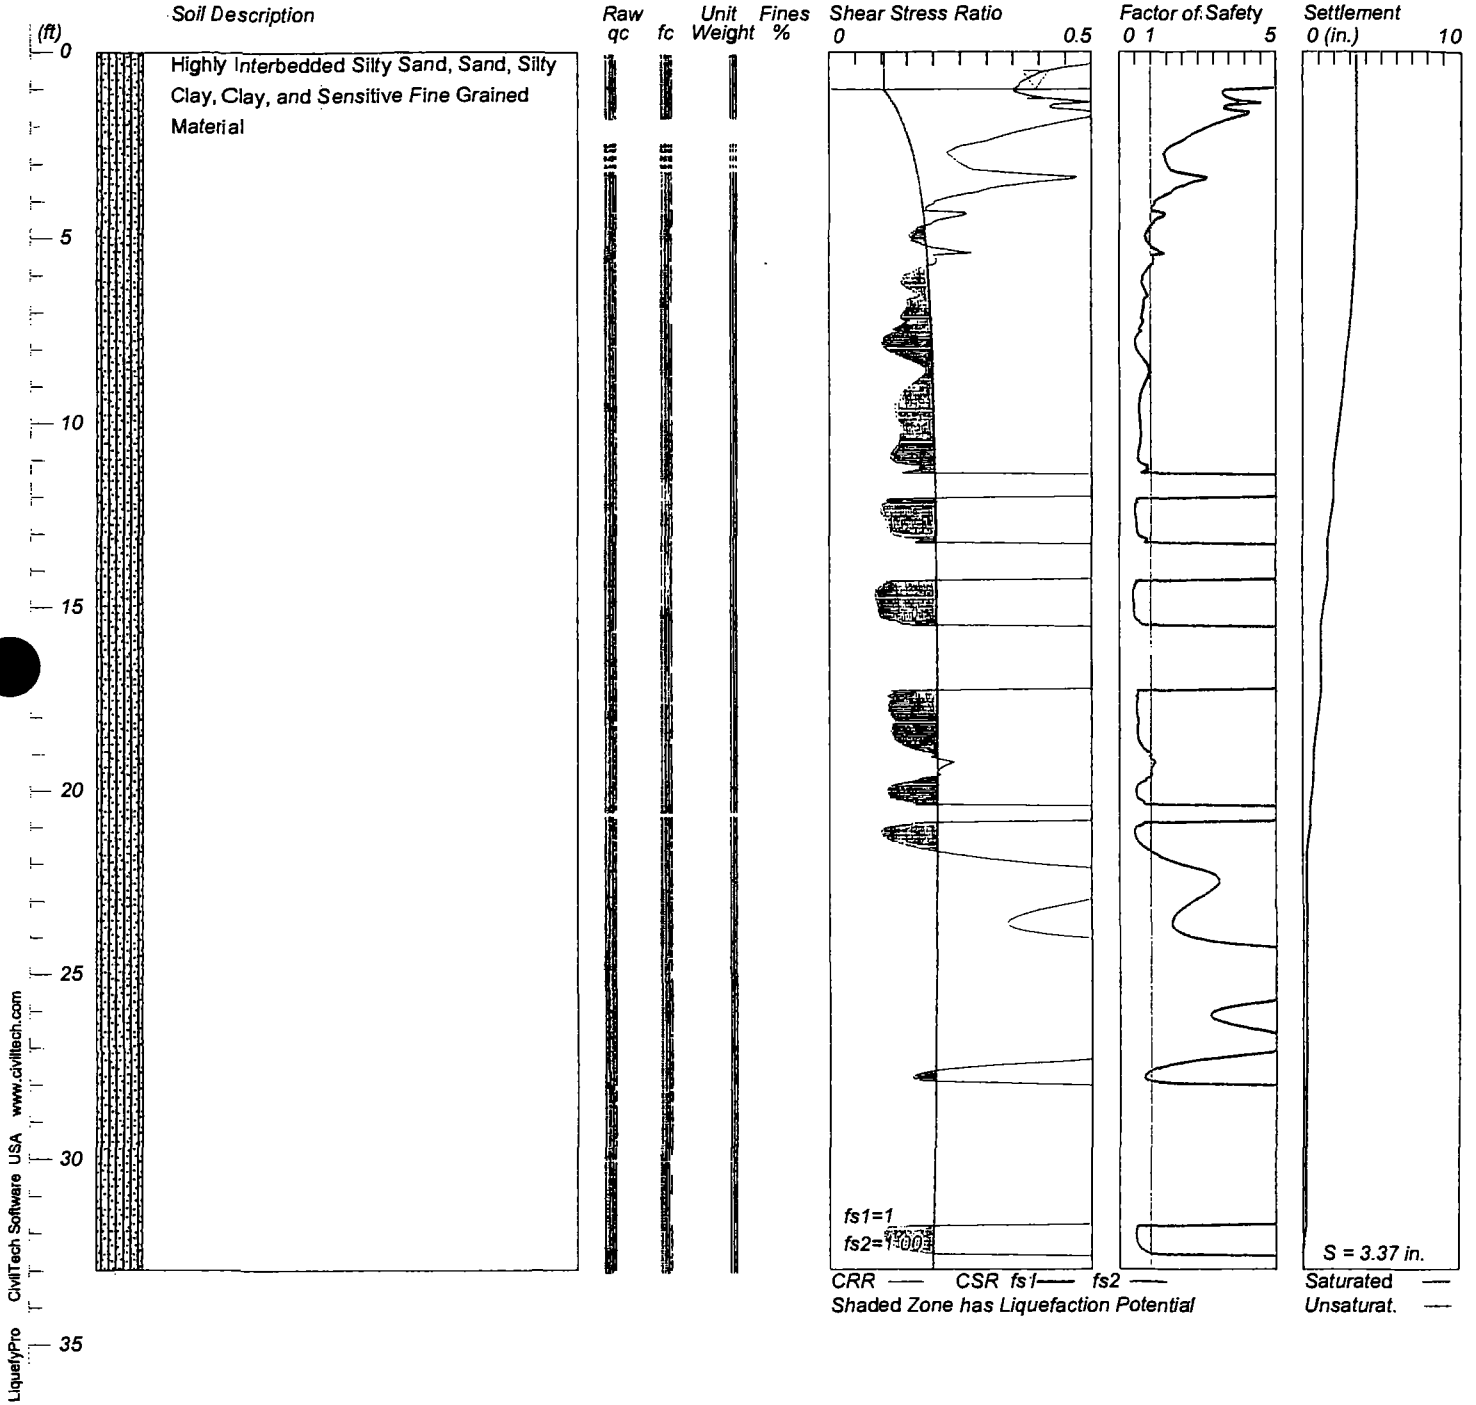 Soil Description
Raw Unit Fines Shear Stress Ratio Factor of Safety Settlement
(ft) qc fc Weight % 0 0.5 0 1 5 0 (in.) 10
0
Highly Interbedded Silty Sand, Sand, Silty
Clay, Clay, and Sensitive Fine Grained
Material
5
10
15
20
25
30
35
fs1=1
fs2=1.00
S = 3.37 in.
CRR CSR fs1 fs2 Saturated
Shaded Zone has Liquefaction Potential Unsaturat.
LiquefyPro CivilTech Software USA www.civiltech.com